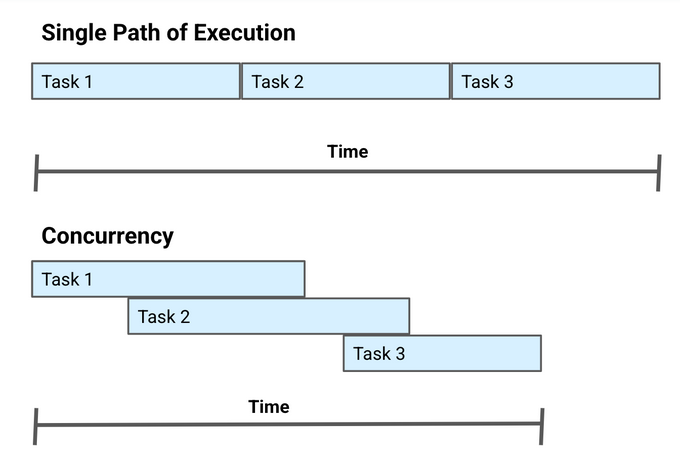 Single Path of Execution
Task 1
Task 2
Task 3
Time
Concurrency
Task 1
Task 2
Task 3
Time